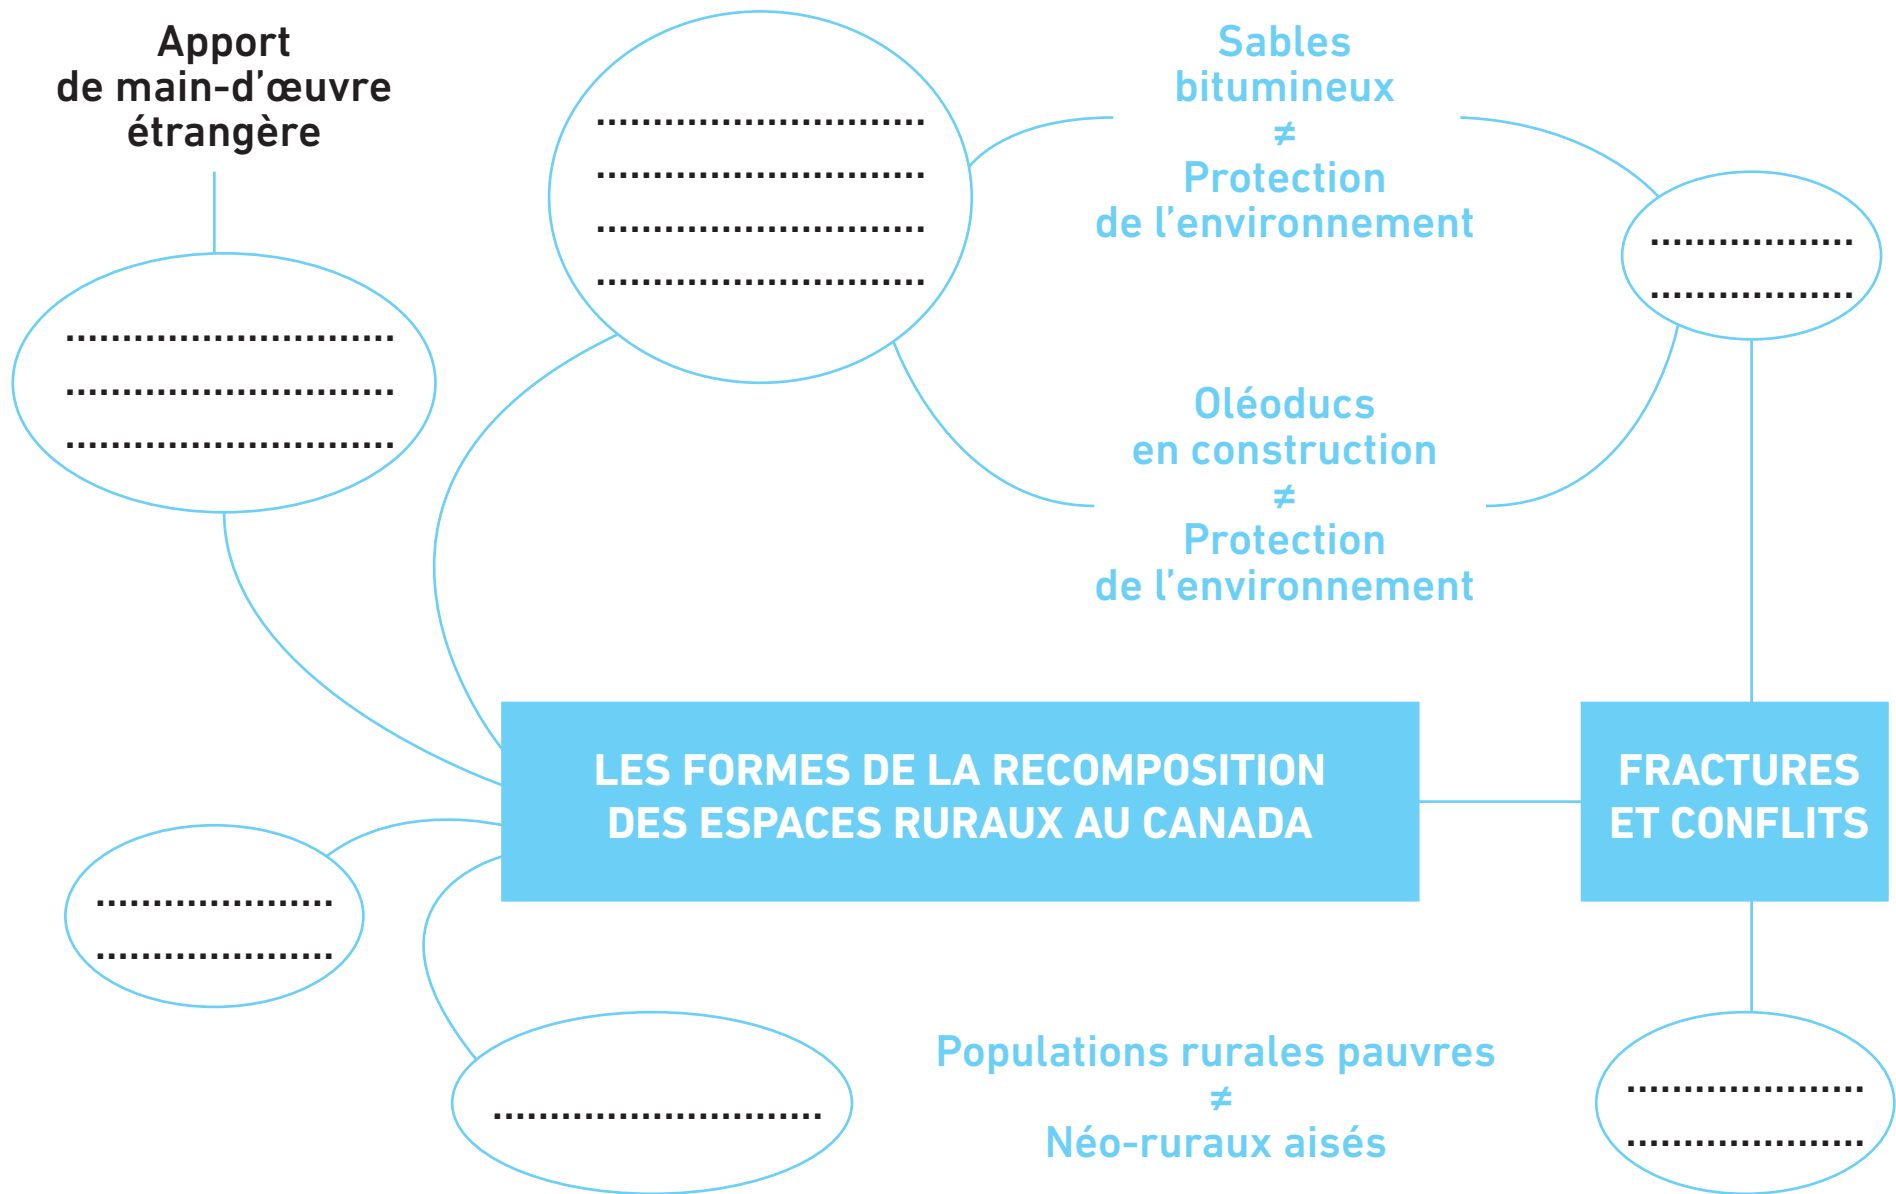 Apport
de main-d’œuvre
étrangère
............................
............................
............................
............................
............................
............................
............................
Sables
bitumineux
≠
Protection
de l’environnement
..................
..................
Oléoducs
en construction
≠
Protection
de l’environnement
LES FORMES DE LA RECOMPOSITION
DES ESPACES RURAUX AU CANADA
FRACTURES
ET CONFLITS
.....................
.....................
............................
Populations rurales pauvres
≠
Néo-ruraux aisés
.....................
.....................